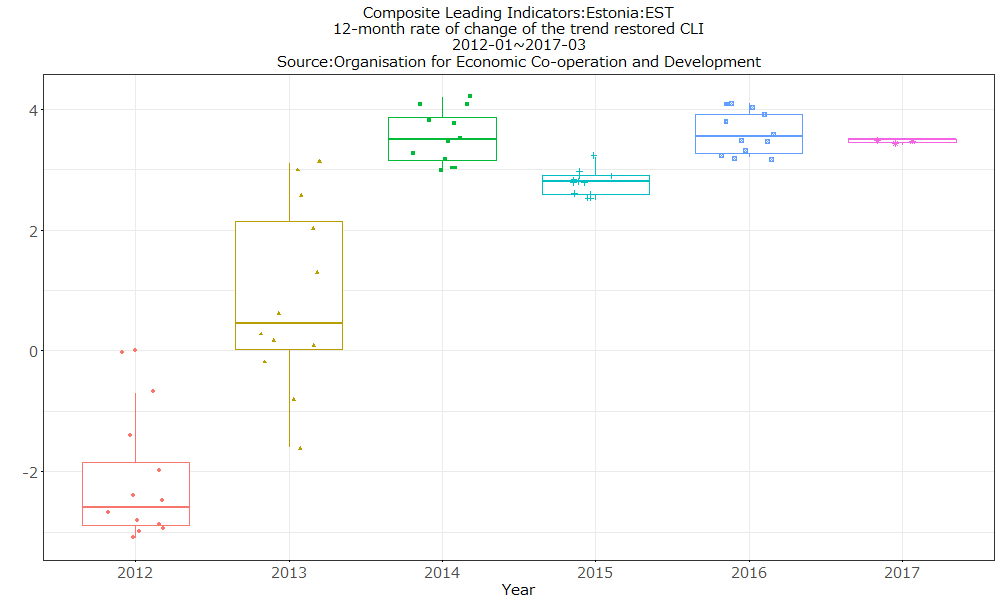 Composite Leading Indicators:Estonia:EST
12-month rate of change of the trend restored CLI
2012-01~2017-03
Source:Organisation for Economic Co-operation and Development
4
2
0
-2
2012 2013 2014 2015 2016 2017
Year